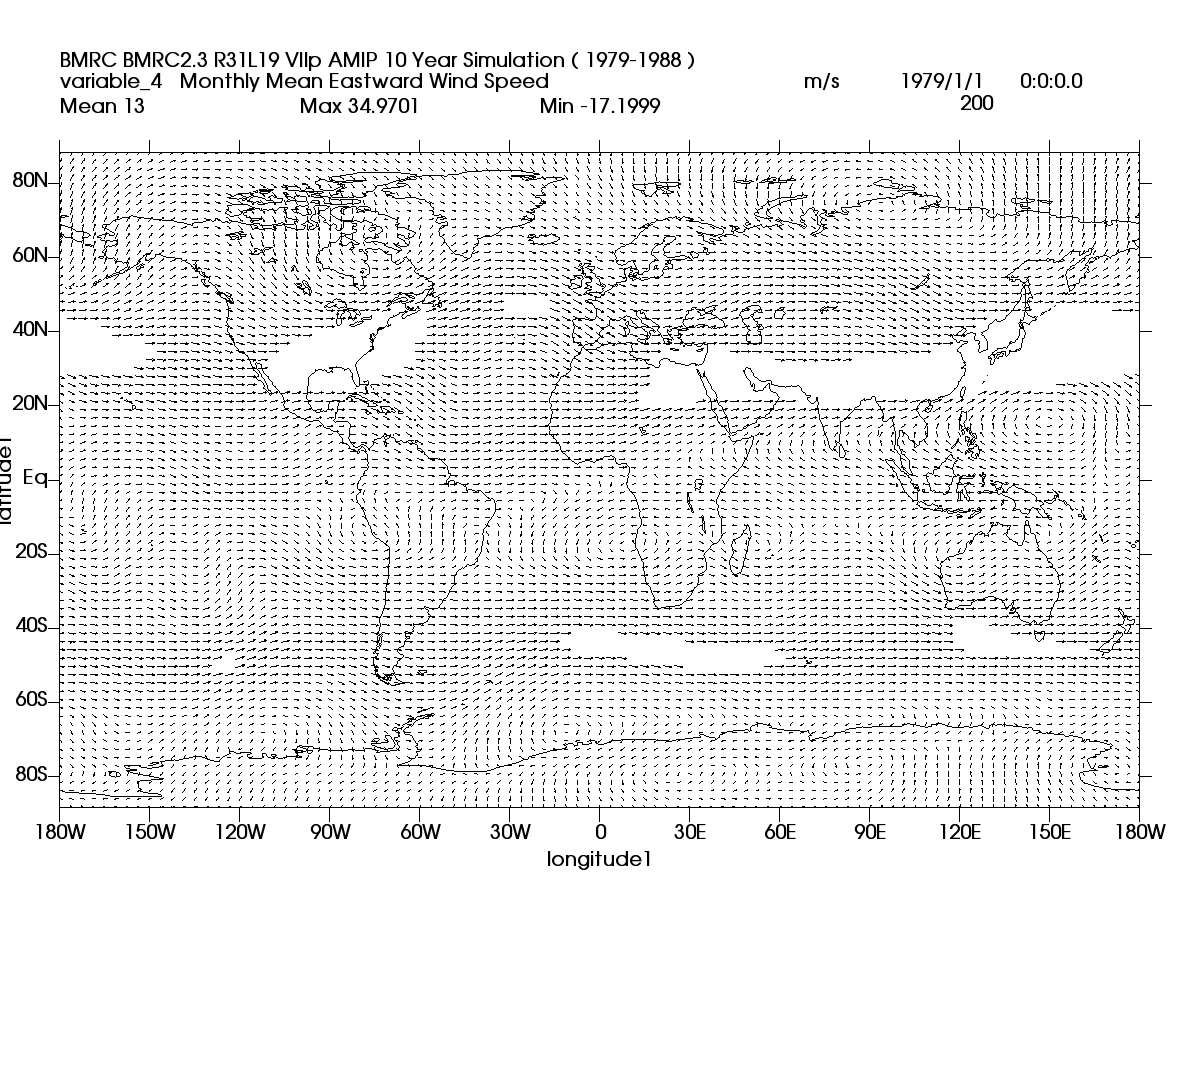 BMRC BMRC2.3 R31L19 VIIp AMIP 10 Year Simulation ( 1979-1988 )
variable_4 Monthly Mean Eastward Wind Speed m/s 1979/1/1 0:0:0.0
Mean 13 Max 34.9701 Min -17.1999 200
80N
60N
40N
20N
Eq
20S
40S
60S
80S
latitude1
180W 150W 120W 90W 60W 30W 0 30E 60E 90E 120E 150E 180W
longitude1